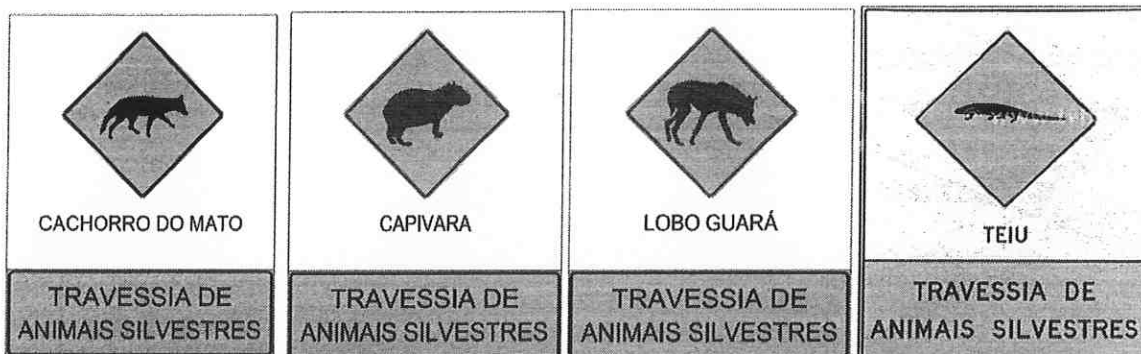 CACHORRO DO MATO
TRAVESSIA DE
ANIMAIS SILVESTRES
CAPIVARA
TRAVESSIA DE
ANIMAIS SILVESTRES
LOBO GUARÁ
TRAVESSIA DE
ANIMAIS SILVESTRES
TEIU
TRAVESSIA DE
ANIMAIS SILVESTRES